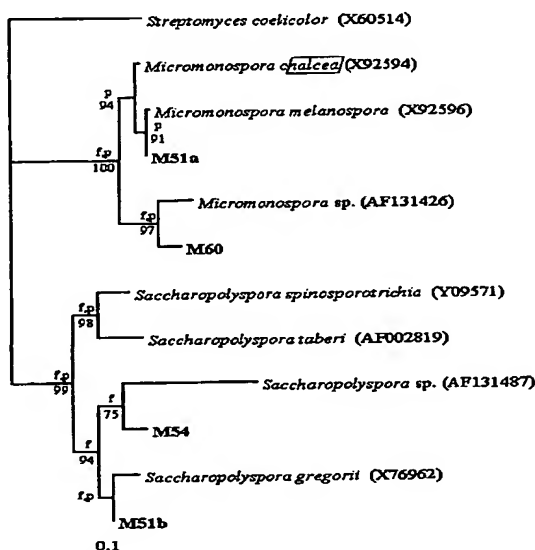 Streptomyces coelicolor (X60514)
Micromonospora chalcea (X92594)
p
94
Micromonospora melanospora (X92596)
p
91
M51a
f,p
100
Micromonospora sp. (AF131426)
f,p
97
M60
Saccharopolyspora spinosporotrichia (Y09571)
f,p
98
Saccharopolyspora taberi (AF002819)
f,p
99
Saccharopolyspora sp. (AF131487)
f
75
M54
f
94
Saccharopolyspora gregorii (X76962)
f,p
M51b
0.1